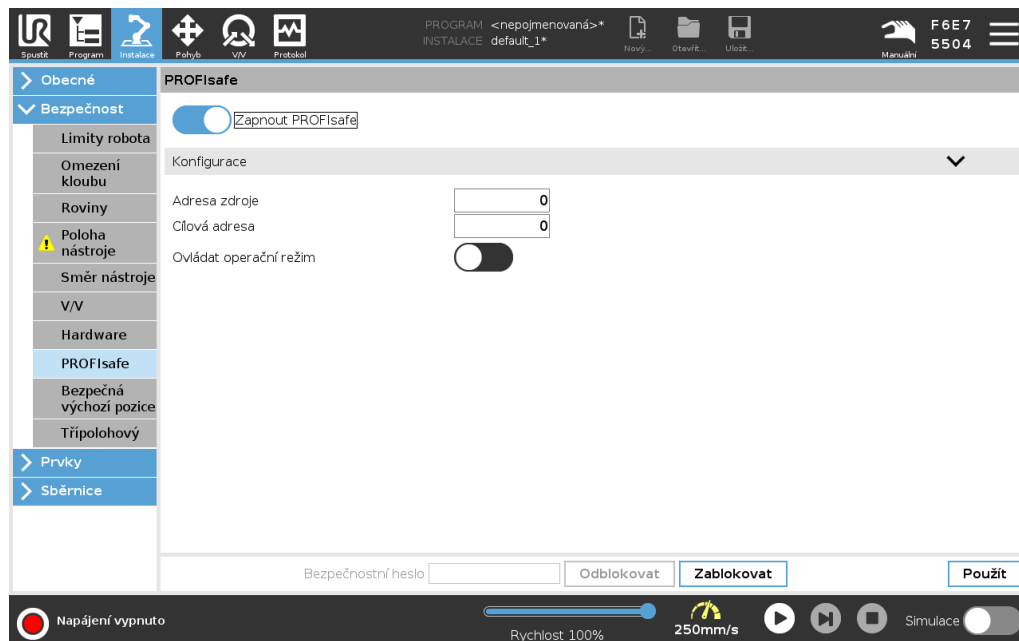 PROGRAM <nepojmenovaná>*
INSTALACE default_1*
Nový...
Otevřít...
Uložit...
Manuální
F6E7
5504
Spustit
Program
Instalace
Pohyb
V/V
Protokol
Obecné
Bezpečnost
Limity robota
Omezení
kloubu
Roviny
Poloha
nástroje
Směr nástroje
V/V
Hardware
PROFIsafe
Bezpečná
výchozí pozice
Třípolohový
Prvky
Sběrnice
PROFIsafe
Zapnout PROFIsafe
Konfigurace
Adresa zdroje 0
Cílová adresa 0
Ovládat operační režim
Bezpečnostní heslo
Odblokovat
Zablokovat
Použít
Napájení vypnuto
Rychlost 100%
250mm/s
Simulace